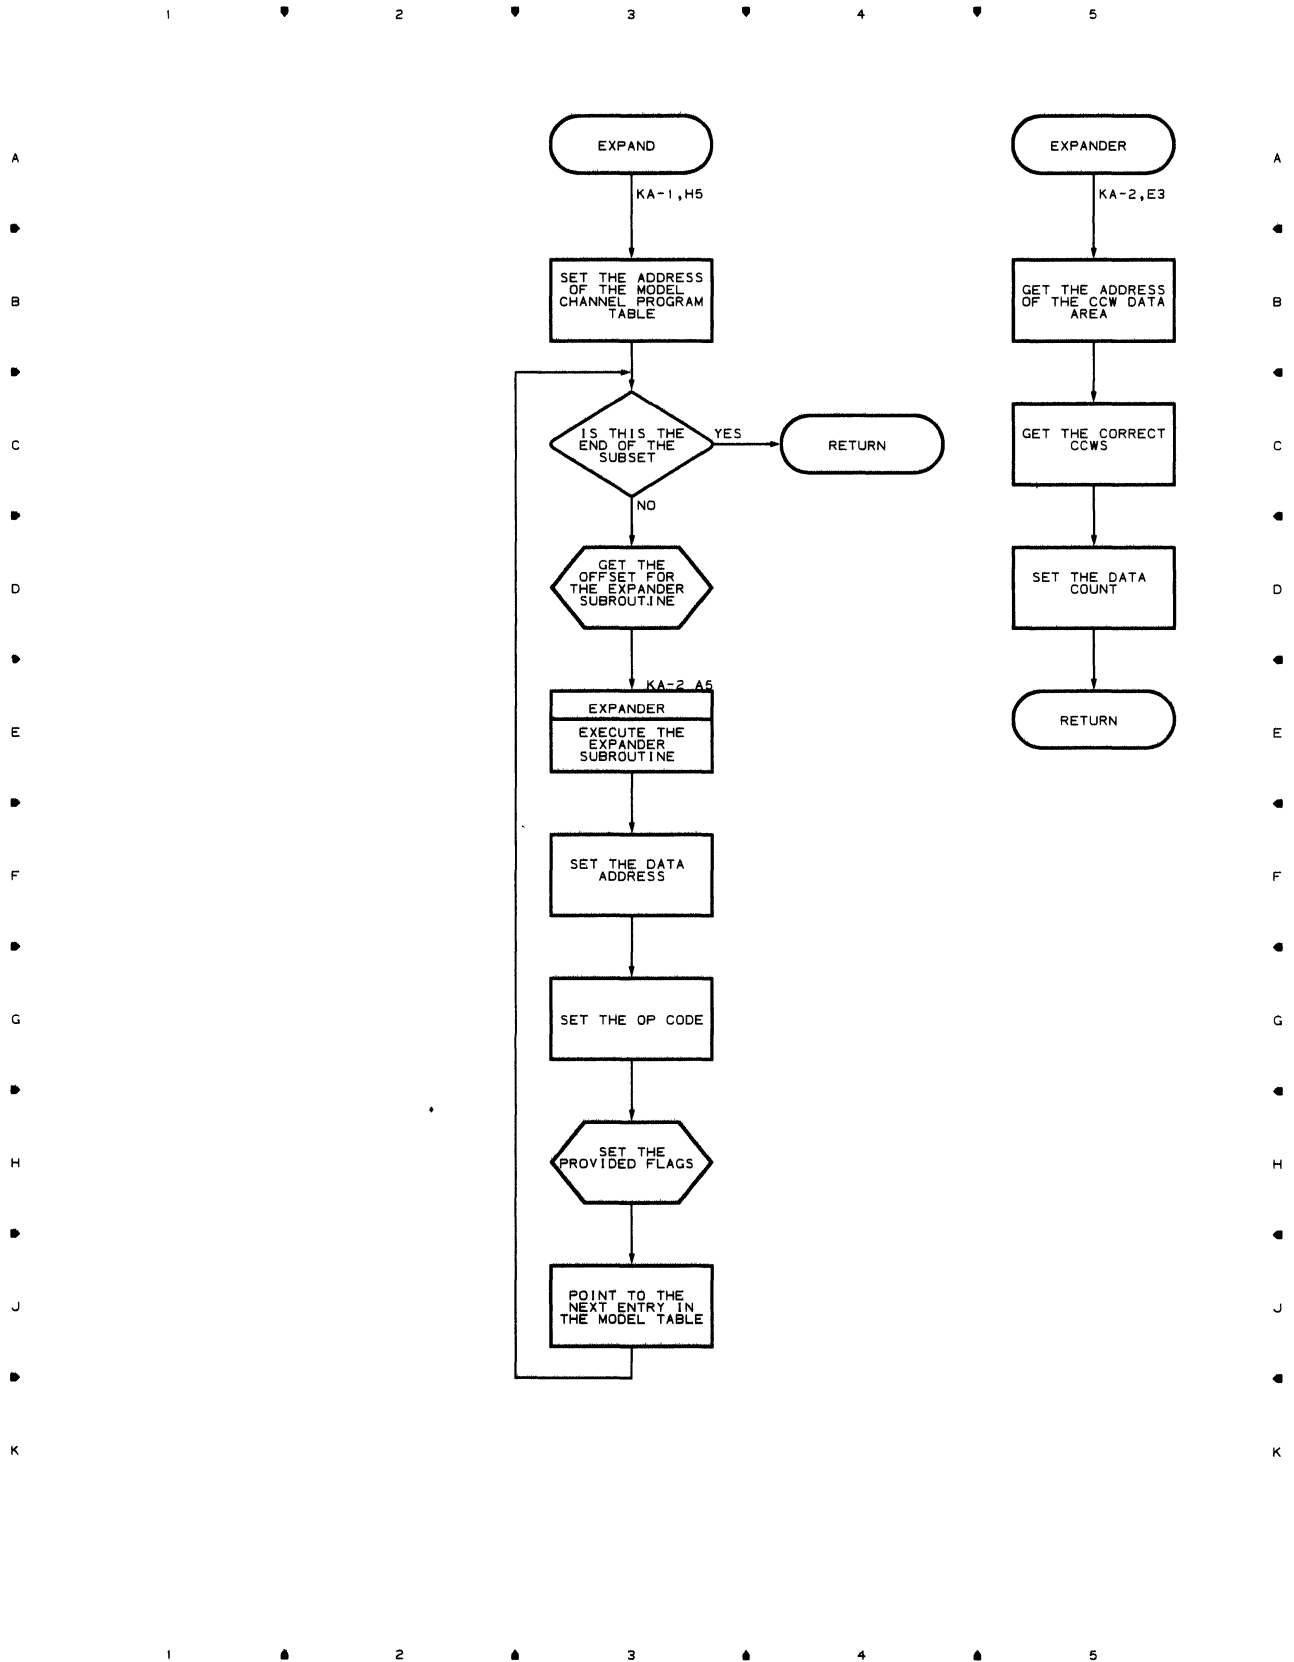 1 2 3 4 5
A A
B B
C C
D D
E E
F F
G G
H H
J J
K K
EXPAND
KA-1,H5
SET THE ADDRESS
OF THE MODEL
CHANNEL PROGRAM
TABLE
IS THIS THE
END OF THE
SUBSET
YES
RETURN
NO
GET THE
OFFSET FOR
THE EXPANDER
SUBROUT.INE
KA-2 A5
EXPANDER
EXECUTE THE
EXPANDER
SUBROUTINE
SET THE DATA
ADDRESS
SET THE OP CODE
SET THE
PROVIDED FLAGS
POINT TO THE
NEXT ENTRY IN
THE MODEL TABLE
EXPANDER
KA-2,E3
GET THE ADDRESS
OF THE CCW DATA
AREA
GET THE CORRECT
CCWS
SET THE DATA
COUNT
RETURN
1 2 3 4 5